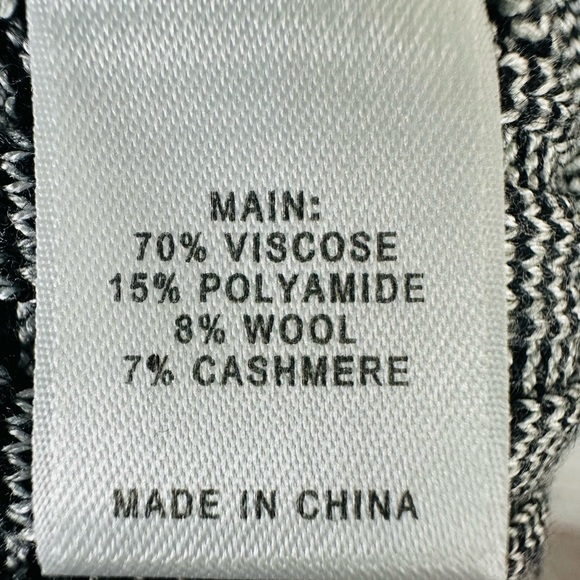 MAIN:
70% VISCOSE
15% POLYAMIDE
8% WOOL
7% CASHMERE
MADE IN CHINA